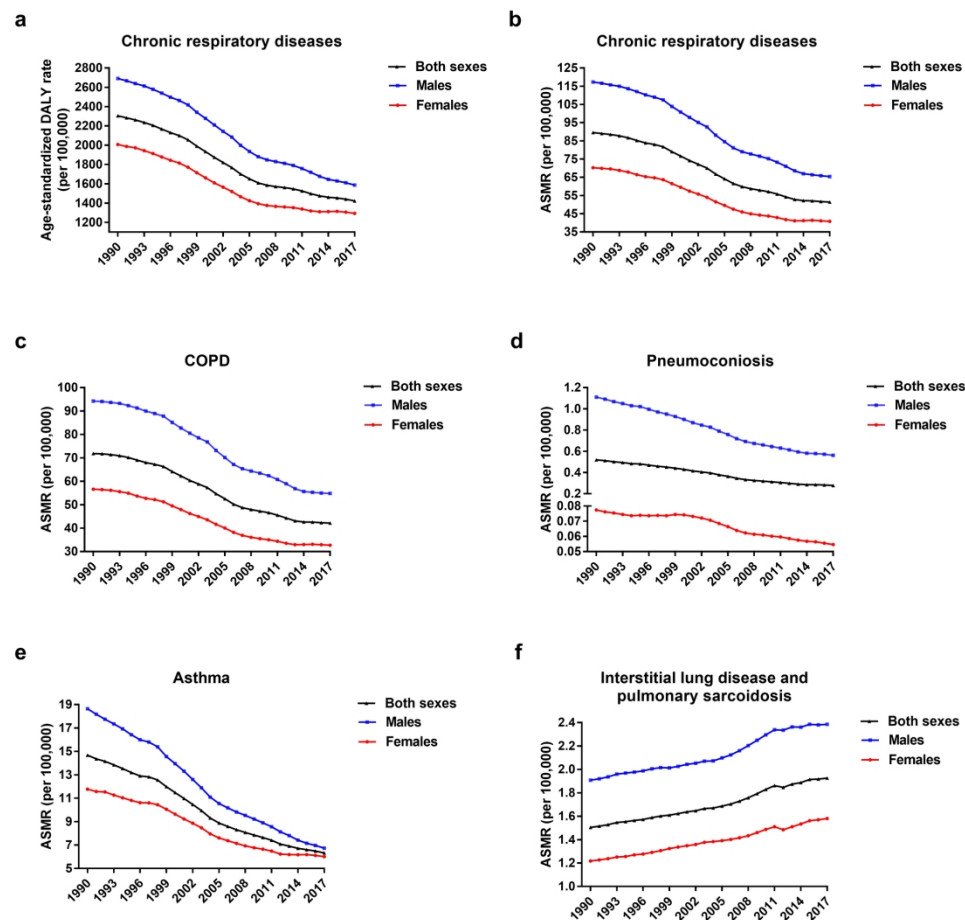 a
Chronic respiratory diseases
Age-standardized DALY rate
(per 100,000)
2800
2600
2400
2200
2000
1800
1600
1400
1200
1990
1993
1996
1999
2002
2005
2008
2011
2014
2017
Both sexes
Males
Females
b
Chronic respiratory diseases
ASMR (per 100,000)
125
115
105
95
85
75
65
55
45
35
1990
1993
1996
1999
2002
2005
2008
2011
2014
2017
Both sexes
Males
Females
c
COPD
ASMR (per 100,000)
100
90
80
70
60
50
40
30
1990
1993
1996
1999
2002
2005
2008
2011
2014
2017
Both sexes
Males
Females
d
Pneumoconiosis
ASMR (per 100,000)
1.2
1.0
0.8
0.6
0.4
0.2
0.08
0.07
0.06
0.05
1990
1993
1996
1999
2002
2005
2008
2011
2014
2017
Both sexes
Males
Females
e
Asthma
ASMR (per 100,000)
19
17
15
13
11
9
7
5
1990
1993
1996
1999
2002
2005
2008
2011
2014
2017
Both sexes
Males
Females
f
Interstitial lung disease and
pulmonary sarcoidosis
ASMR (per 100,000)
2.4
2.2
2.0
1.8
1.6
1.4
1.2
1.0
1990
1993
1996
1999
2002
2005
2008
2011
2014
2017
Both sexes
Males
Females